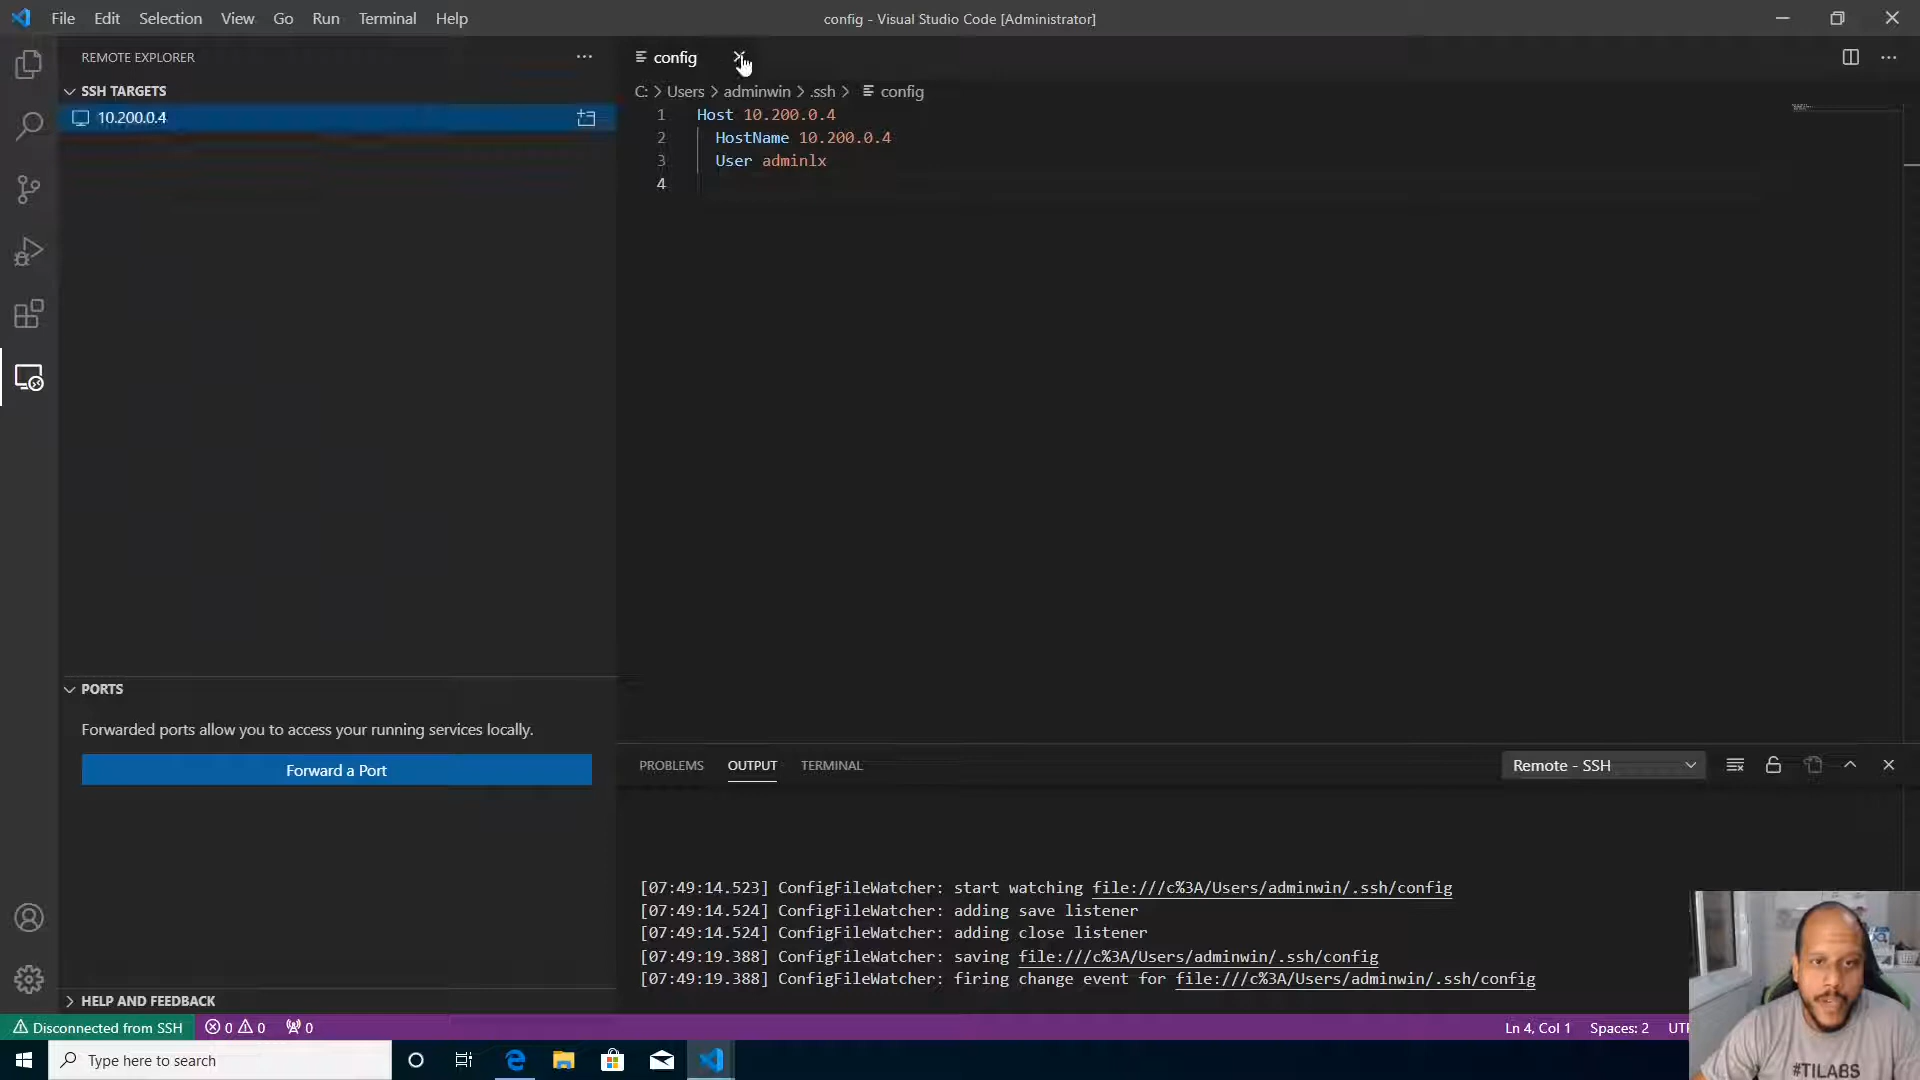 File Edit Selection View Go Run Terminal Help
config - Visual Studio Code [Administrator]
REMOTE EXPLORER
SSH TARGETS
10.200.0.4
config
C: > Users > adminwin > .ssh > config
1 Host 10.200.0.4
2 HostName 10.200.0.4
3 User adminlx
4
PORTS
Forwarded ports allow you to access your running services locally.
Forward a Port
PROBLEMS OUTPUT TERMINAL
Remote - SSH
[07:49:14.523] ConfigFileWatcher: start watching file:///c%3A/Users/adminwin/.ssh/config
[07:49:14.524] ConfigFileWatcher: adding save listener
[07:49:14.524] ConfigFileWatcher: adding close listener
[07:49:19.388] ConfigFileWatcher: saving file:///c%3A/Users/adminwin/.ssh/config
[07:49:19.388] ConfigFileWatcher: firing change event for file:///c%3A/Users/adminwin/.ssh/config
HELP AND FEEDBACK
Disconnected from SSH 0 0 0
Ln 4, Col 1 Spaces: 2
Type here to search
#TILABS